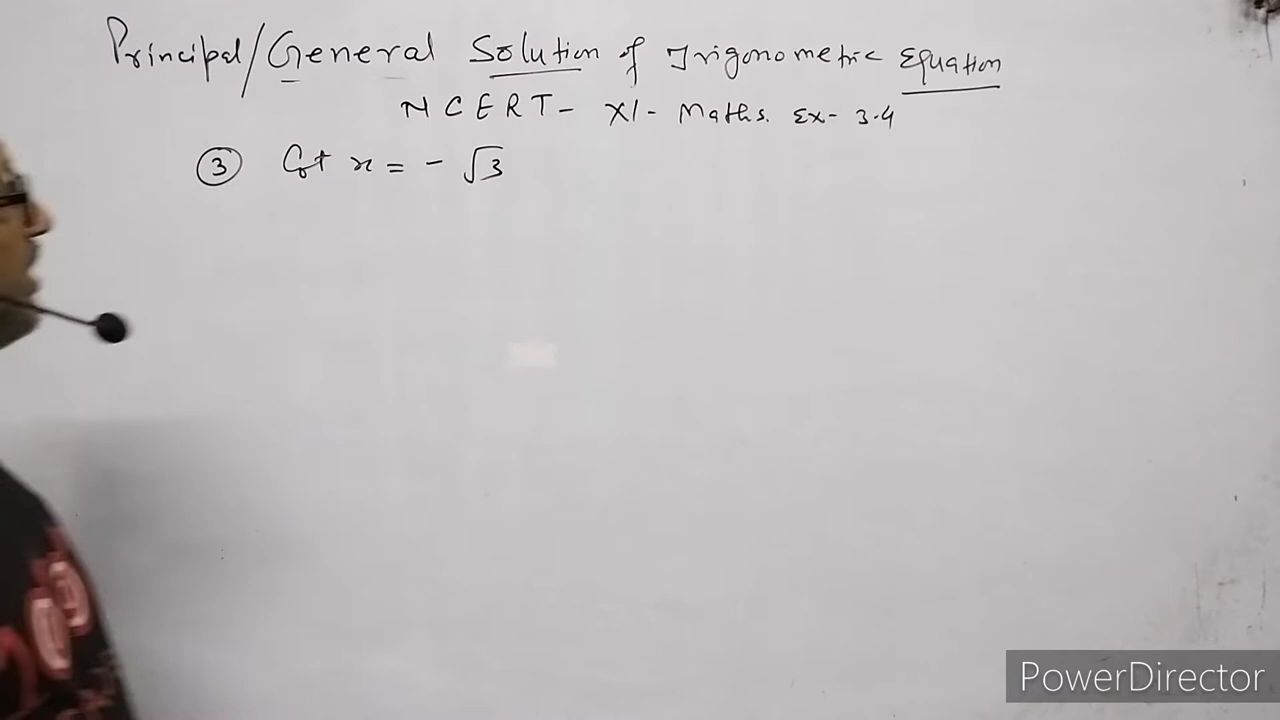 Principal/General Solution of Trigonometric Equation
NCERT- XI- Maths. Ex- 3.4
③ Cot x = - √3
PowerDirector